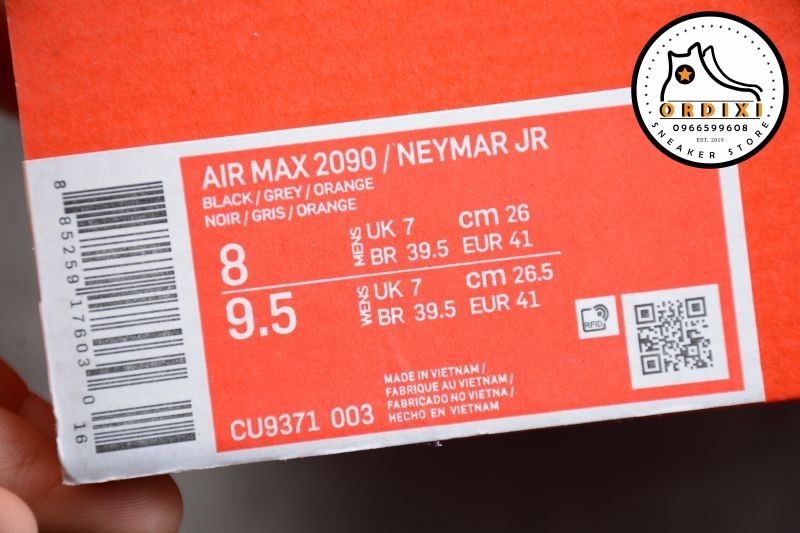 ORDIXI
0966599608
EST. 2019
SNEAKER STORE
AIR MAX 2090 / NEYMAR JR
BLACK / GREY / ORANGE
NOIR / GRIS / ORANGE
8
MENS
UK 7 cm 26
BR 39.5 EUR 41
9.5
WENS
UK 7 cm 26.5
BR 39.5 EUR 41
RFID
MADE IN VIETNAM /
FABRIQUE AU VIETNAM /
FABRICADO NO VIETNA /
HECHO EN VIETNAM
CU9371 003
8 85259 17603 0 16